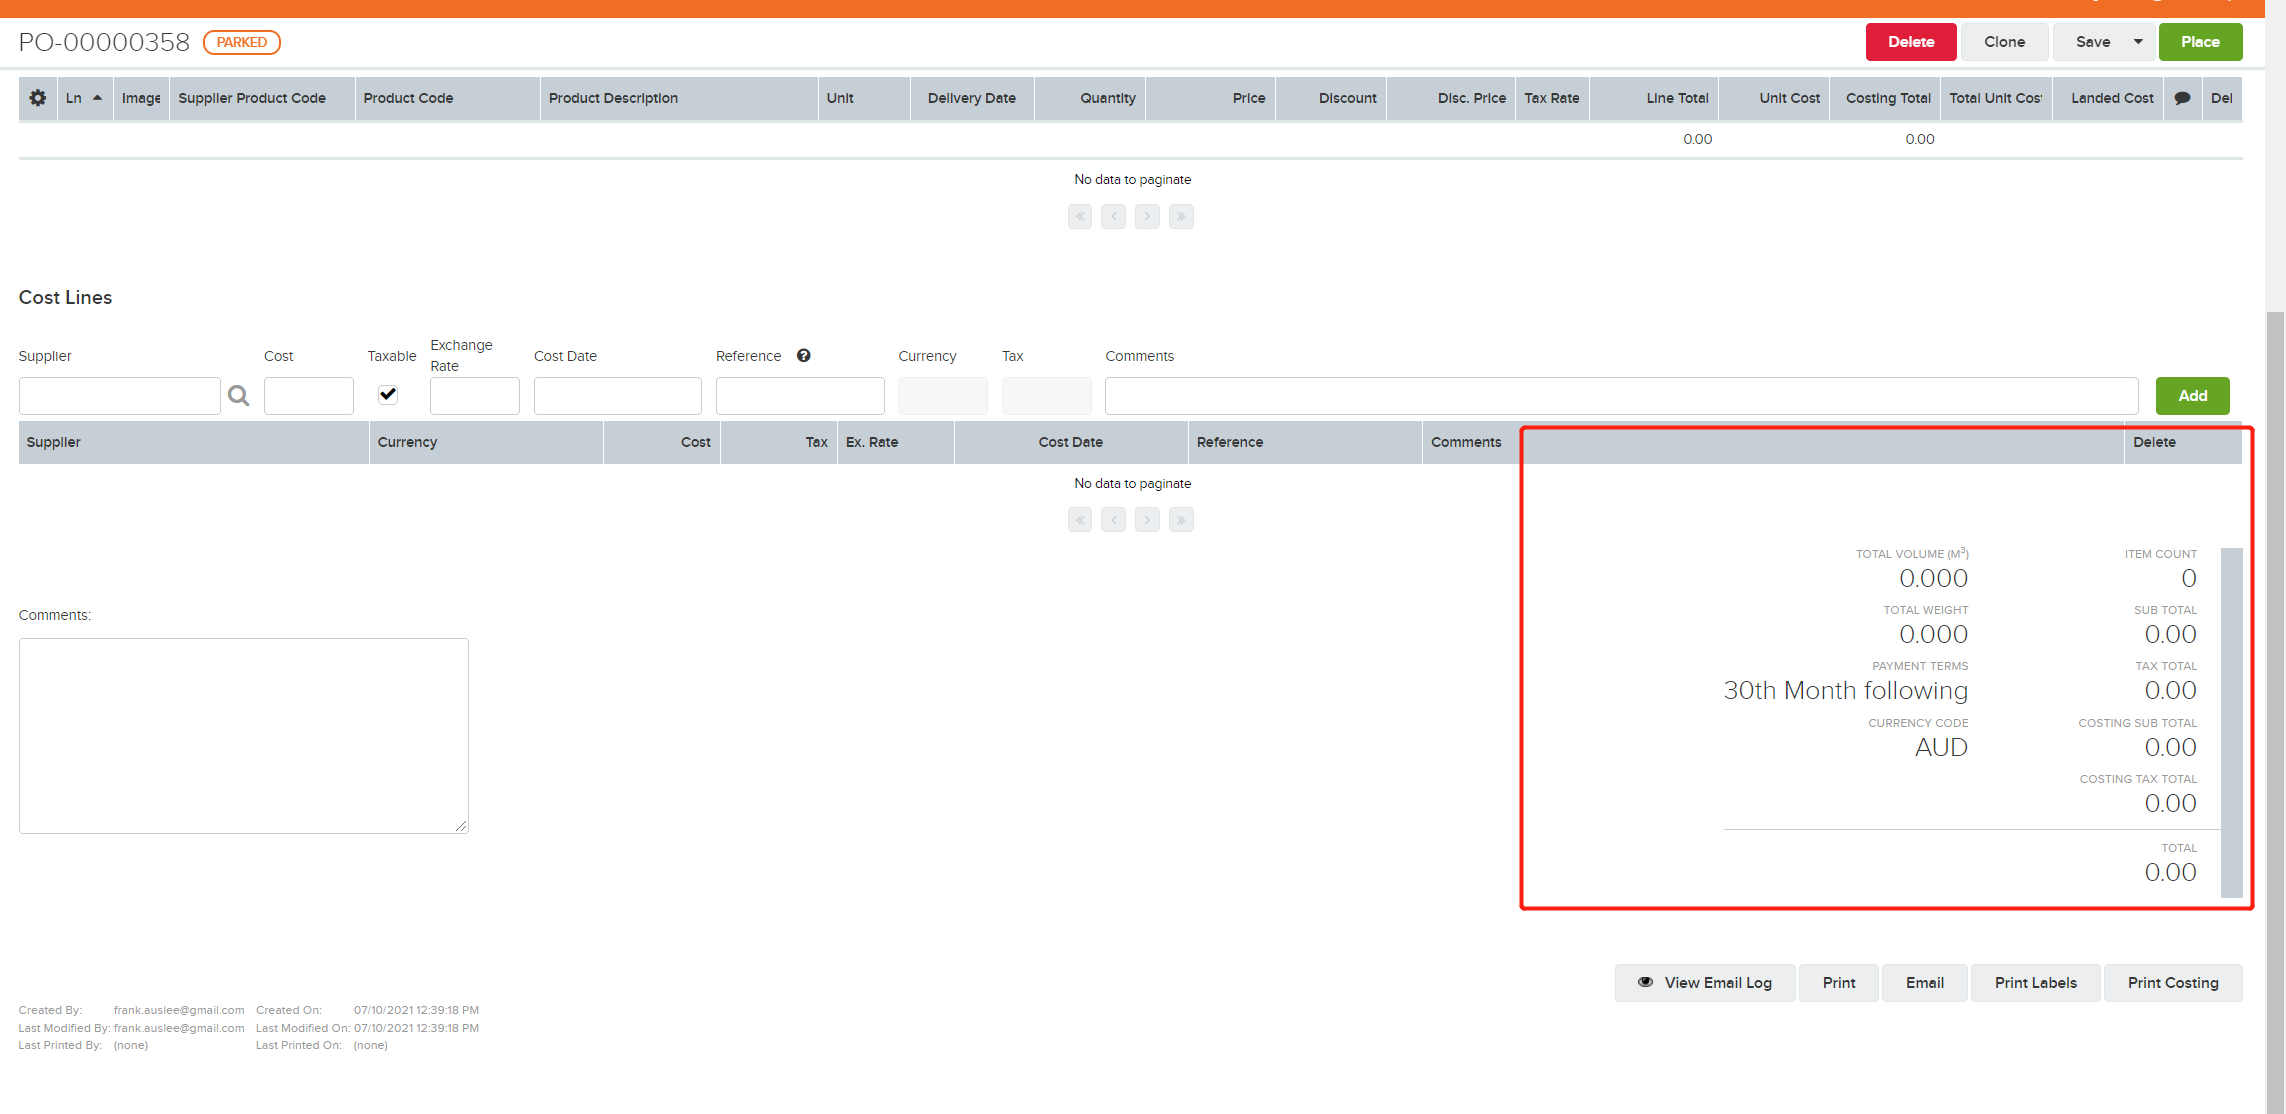 PO-00000358 PARKED Delete Clone Save Place
Ln Image Supplier Product Code Product Code Product Description Unit Delivery Date Quantity Price Discount Disc. Price Tax Rate Line Total Unit Cost Costing Total Total Unit Cos Landed Cost Del
0.00 0.00
No data to paginate
Cost Lines
Supplier Cost Taxable Exchange Rate Cost Date Reference Currency Tax Comments
Add
Supplier Currency Cost Tax Ex. Rate Cost Date Reference Comments Delete
No data to paginate
TOTAL VOLUME (M³) ITEM COUNT
0.000 0
TOTAL WEIGHT SUB TOTAL
0.000 0.00
PAYMENT TERMS TAX TOTAL
30th Month following 0.00
CURRENCY CODE COSTING SUB TOTAL
AUD 0.00
COSTING TAX TOTAL
0.00
TOTAL
0.00
Comments:
View Email Log Print Email Print Labels Print Costing
Created By: frank.auslee@gmail.com Created On: 07/10/2021 12:39:18 PM
Last Modified By: frank.auslee@gmail.com Last Modified On: 07/10/2021 12:39:18 PM
Last Printed By: (none) Last Printed On: (none)